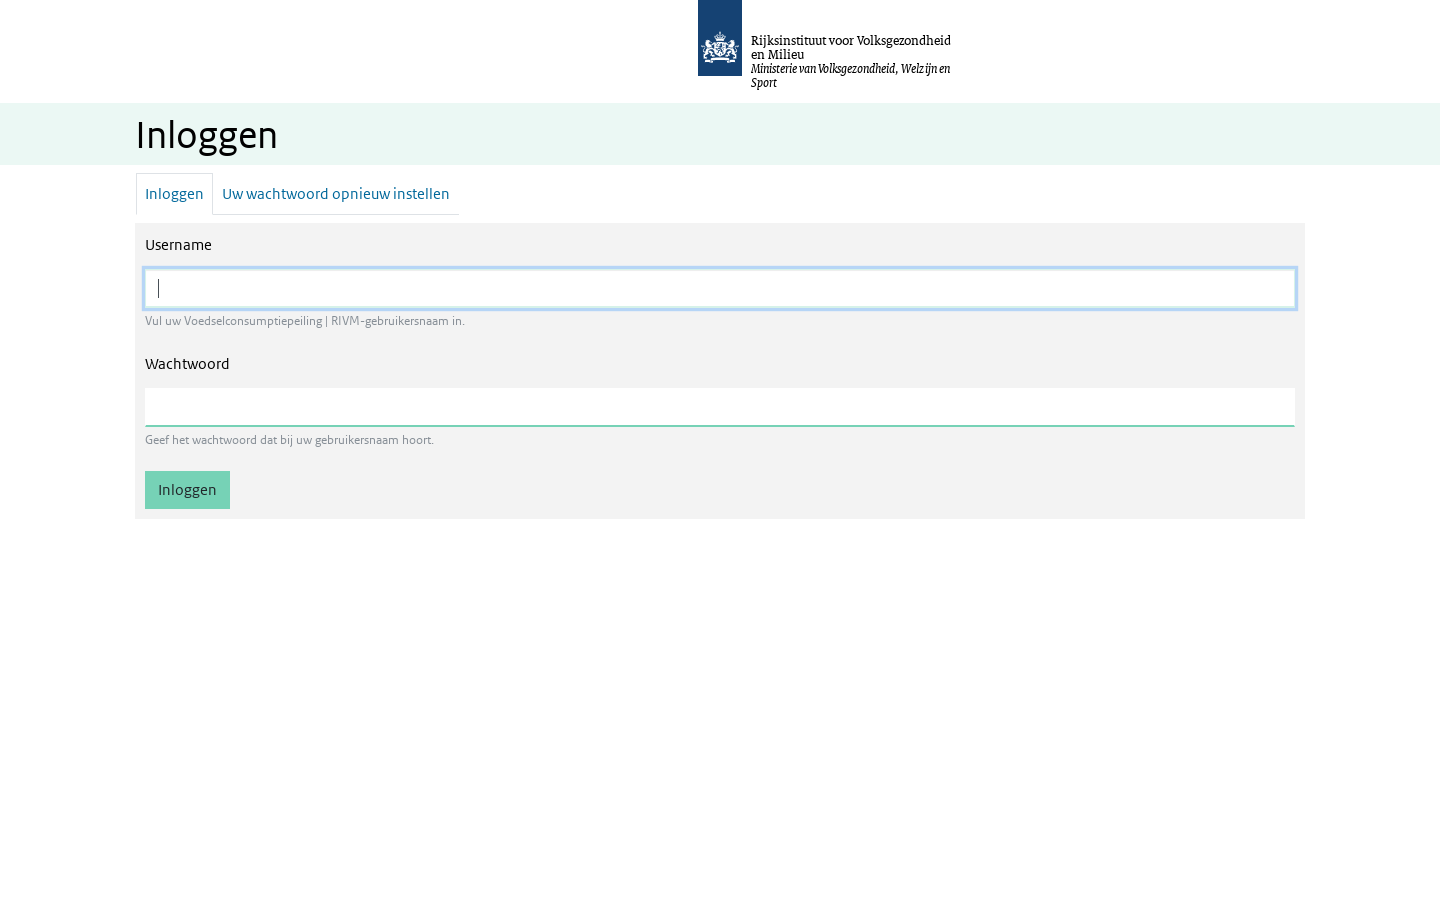 Rijksinstituut voor Volksgezondheid
en Milieu
Ministerie van Volksgezondheid, Welzijn en
Sport
Inloggen
Inloggen
Uw wachtwoord opnieuw instellen
Username
Vul uw Voedselconsumptiepeiling | RIVM-gebruikersnaam in.
Wachtwoord
Geef het wachtwoord dat bij uw gebruikersnaam hoort.
Inloggen